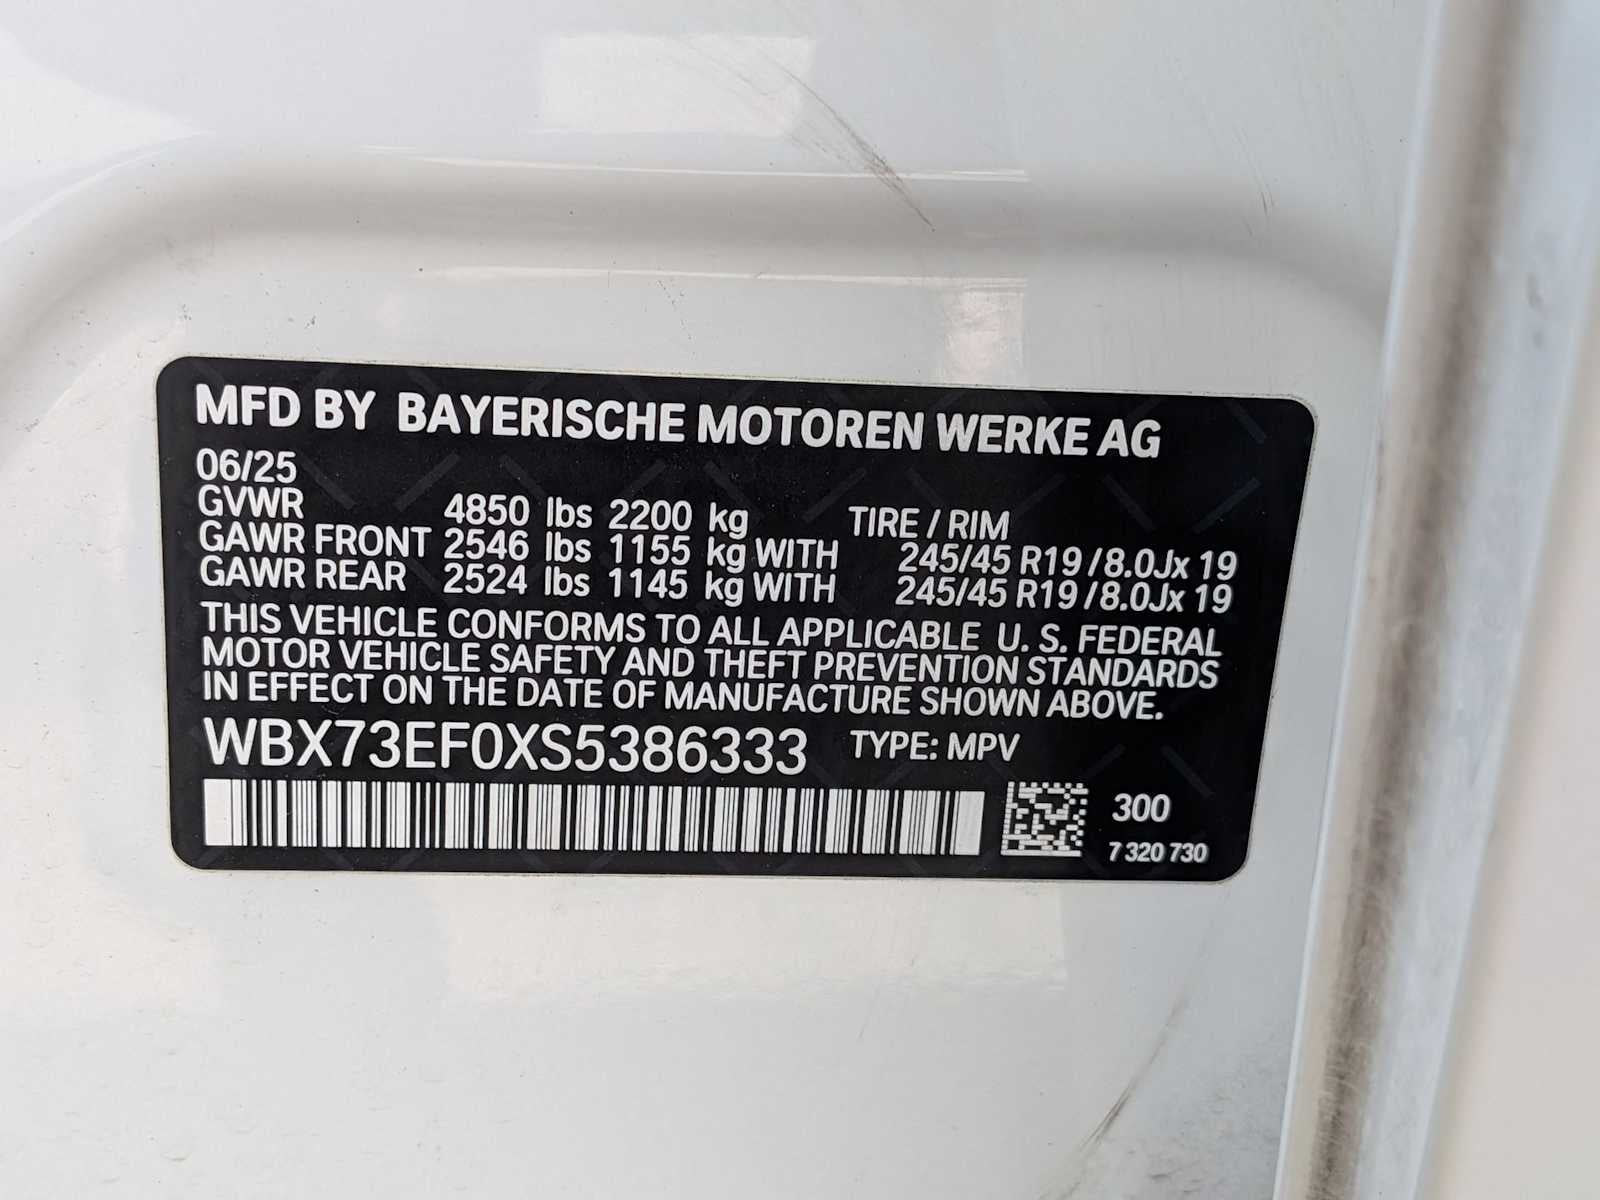 MFD BY BAYERISCHE MOTOREN WERKE AG
06/25
GVWR 4850 lbs 2200 kg TIRE / RIM
GAWR FRONT 2546 lbs 1155 kg WITH 245/45 R19 /8.0Jx 19
GAWR REAR 2524 lbs 1145 kg WITH 245/45 R19 /8.0Jx 19
THIS VEHICLE CONFORMS TO ALL APPLICABLE U. S. FEDERAL
MOTOR VEHICLE SAFETY AND THEFT PREVENTION STANDARDS
IN EFFECT ON THE DATE OF MANUFACTURE SHOWN ABOVE.
WBX73EF0XS5386333 TYPE: MPV
300
7 320 730